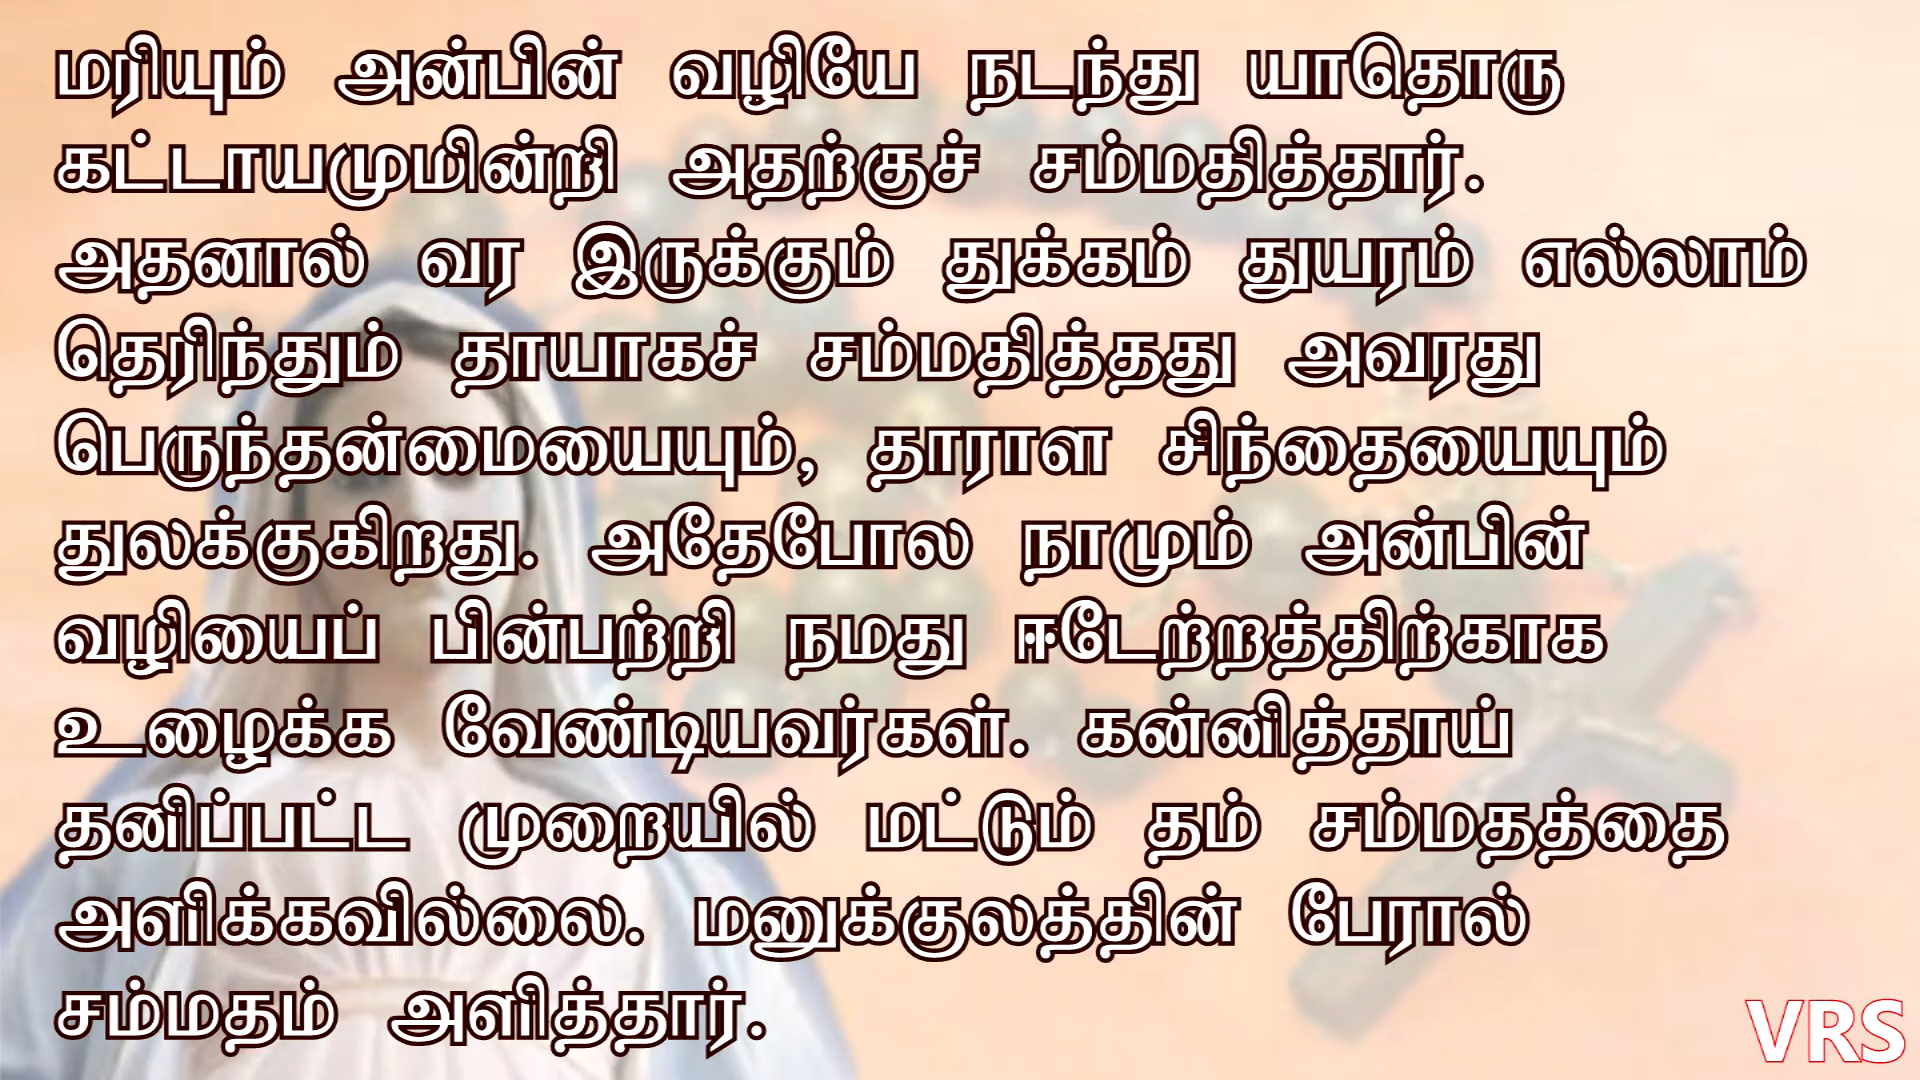 மரியும் அன்பின் வழியே நடந்து யாதொரு
கட்டாயமுமின்றி அதற்குச் சம்மதித்தார்.
அதனால் வர இருக்கும் துக்கம் துயரம் எல்லாம்
தெரிந்தும் தாயாகச் சம்மதித்தது அவரது
பெருந்தன்மையையும், தாராள சிந்தையையும்
துலக்குகிறது. அதேபோல நாமும் அன்பின்
வழியைப் பின்பற்றி நமது ஈடேற்றத்திற்காக
உழைக்க வேண்டியவர்கள். கன்னித்தாய்
தனிப்பட்ட முறையில் மட்டும் தம் சம்மதத்தை
அளிக்கவில்லை. மனுக்குலத்தின் பேரால்
சம்மதம் அளித்தார்.
VRS